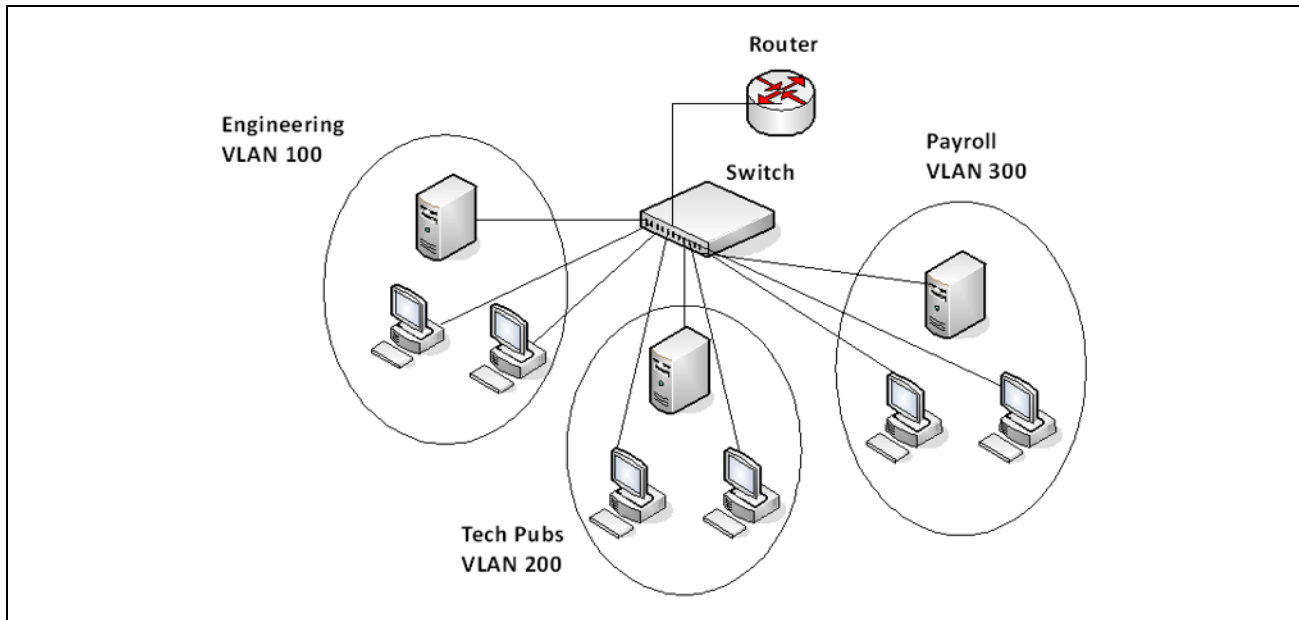 Router
Engineering
VLAN 100
Payroll
VLAN 300
Switch
Tech Pubs
VLAN 200